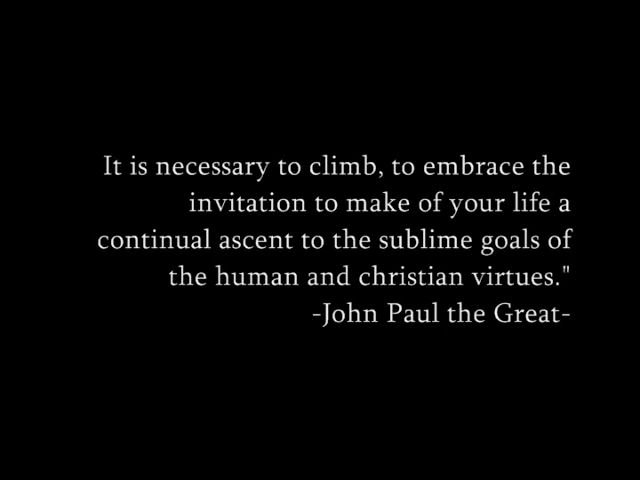 It is necessary to climb, to embrace the
invitation to make of your life a
continual ascent to the sublime goals of
the human and christian virtues."
-John Paul the Great-